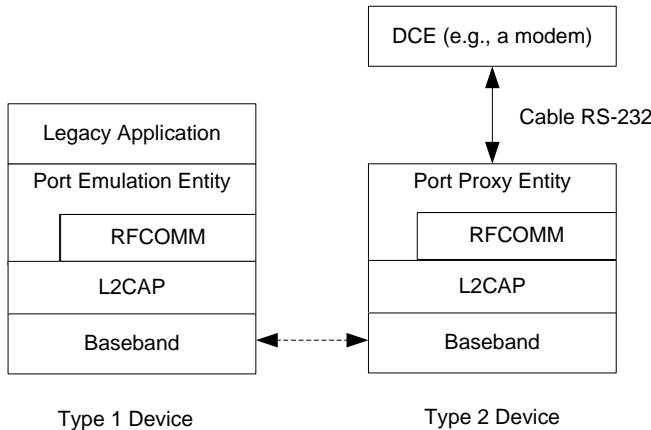 DCE (e.g., a modem)
Cable RS-232
Legacy Application
Port Emulation Entity
RFCOMM
L2CAP
Baseband
Type 1 Device
Port Proxy Entity
RFCOMM
L2CAP
Baseband
Type 2 Device